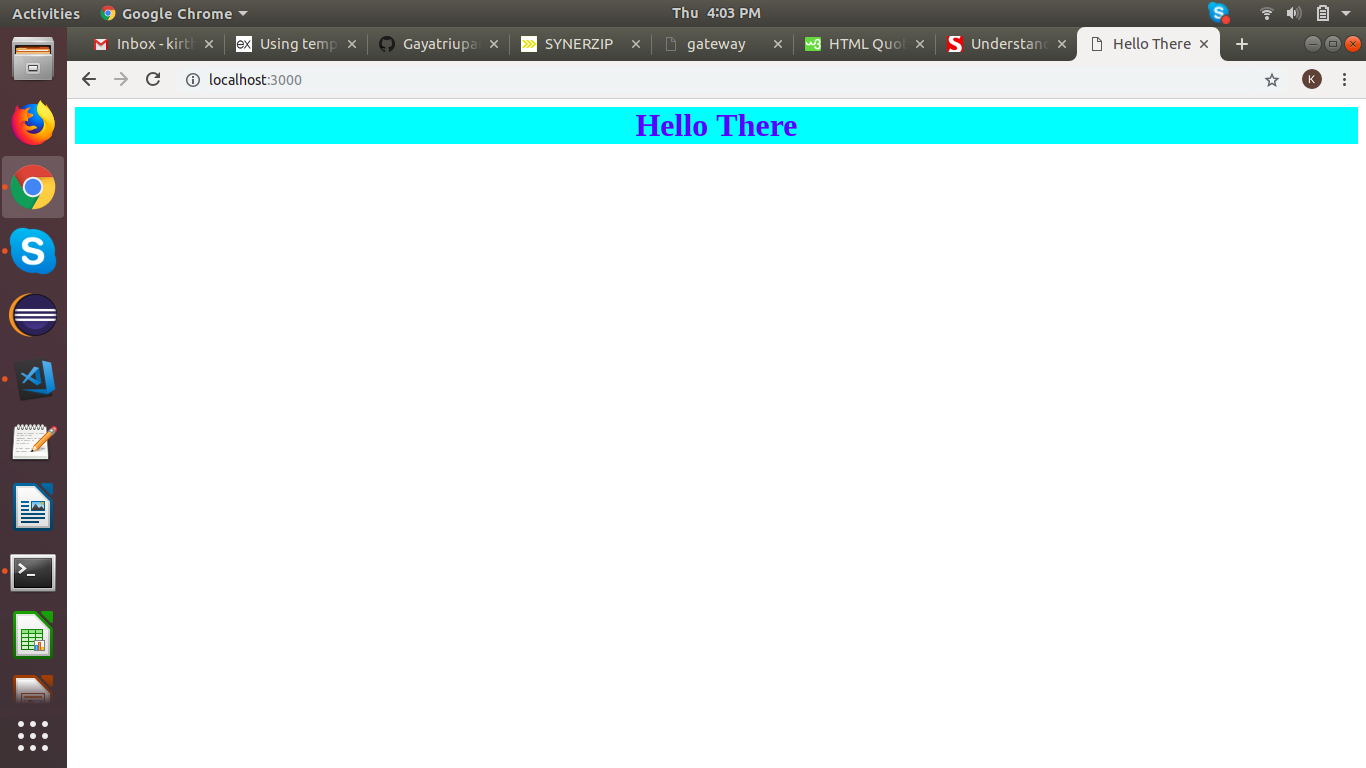 Activities Google Chrome Thu 4:03 PM
Inbox - kirt Using temp Gayatriupa SYNERZIP gateway HTML Quo Understand Hello There
localhost:3000 K
Hello There